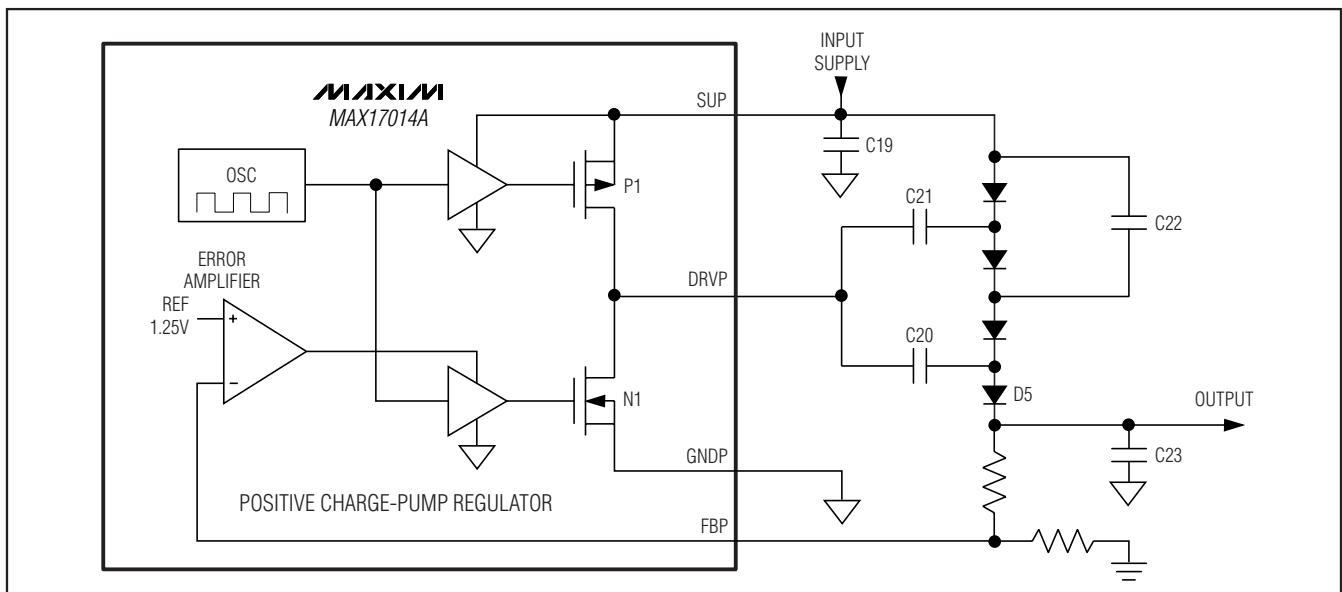 INPUT
SUPPLY
MAXIM
MAX17014A
SUP
C19
OSC
P1
C21
C22
ERROR
AMPLIFIER
REF
1.25V
+
−
DRVP
C20
N1
D5
OUTPUT
GNDP
C23
POSITIVE CHARGE-PUMP REGULATOR
FBP